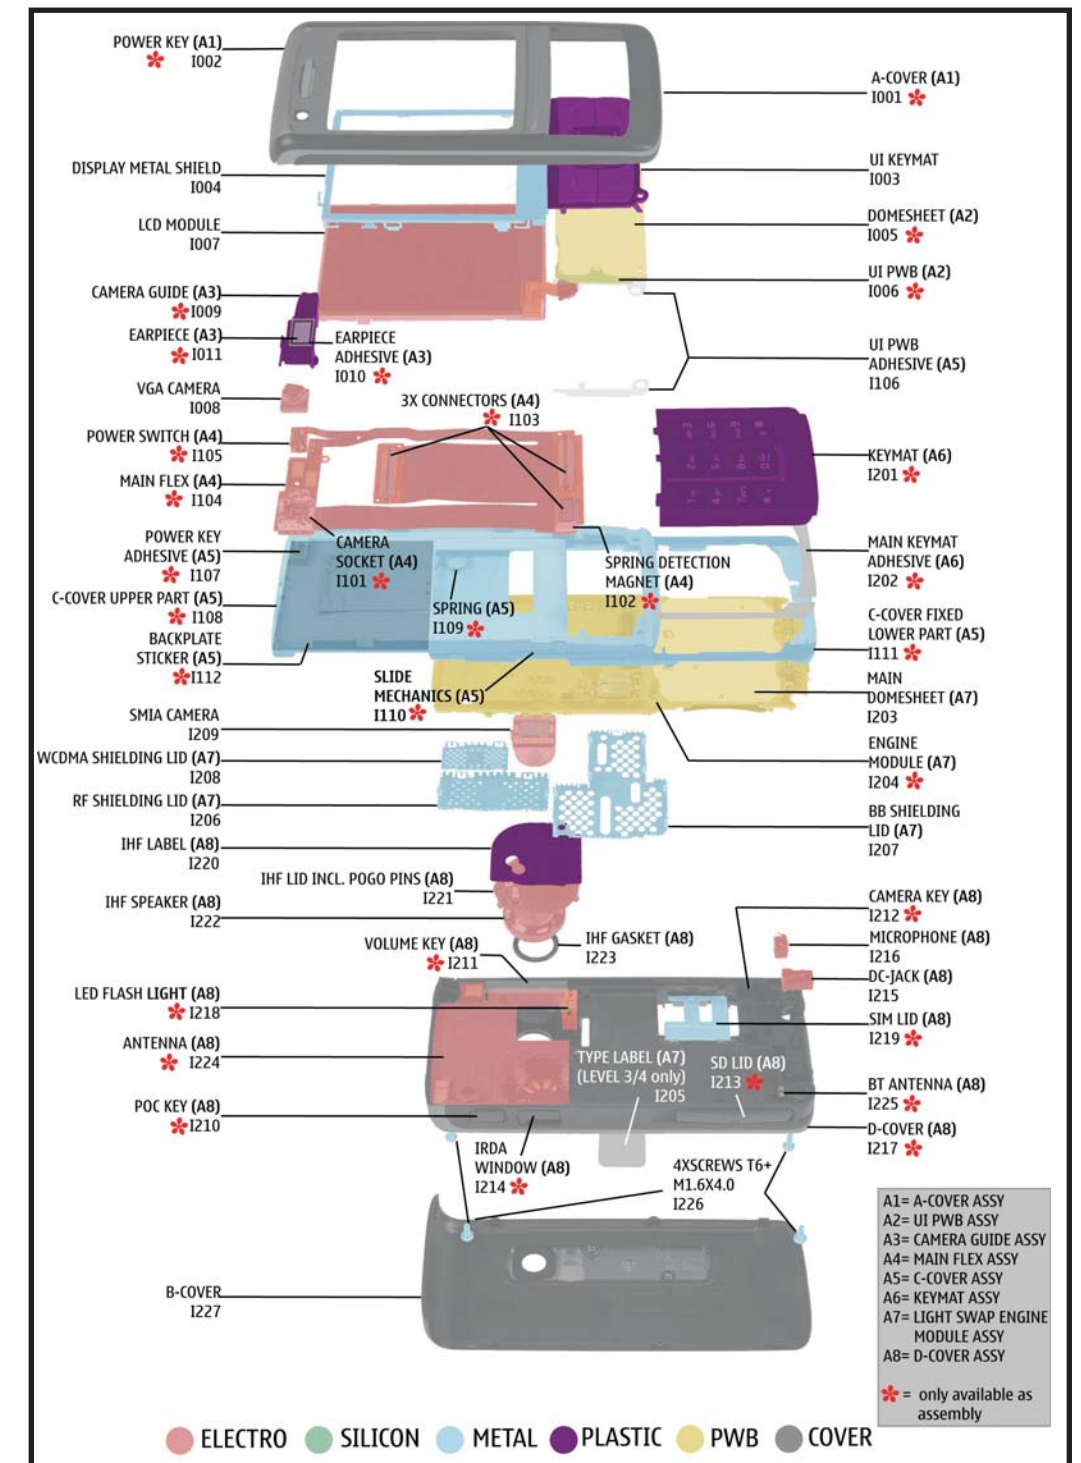 POWER KEY (A1)
I002
A-COVER (A1)
I001
DISPLAY METAL SHIELD
I004
UI KEYMAT
I003
LCD MODULE
I007
DOMESHEET (A2)
I005
UI PWB (A2)
I006
CAMERA GUIDE (A3)
I009
EARPIECE (A3)
I011
EARPIECE
ADHESIVE (A3)
I010
UI PWB
ADHESIVE (A5)
I106
VGA CAMERA
I008
3X CONNECTORS (A4)
I103
POWER SWITCH (A4)
I105
KEYMAT (A6)
I201
MAIN FLEX (A4)
I104
POWER KEY
ADHESIVE (A5)
I107
CAMERA
SOCKET (A4)
I101
SPRING DETECTION
MAGNET (A4)
I102
MAIN KEYMAT
ADHESIVE (A6)
I202
C-COVER UPPER PART (A5)
I108
SPRING (A5)
I109
C-COVER FIXED
LOWER PART (A5)
I111
BACKPLATE
STICKER (A5)
I112
SLIDE
MECHANICS (A5)
I110
MAIN
DOMESHEET (A7)
I203
SMIA CAMERA
I209
WCDMA SHIELDING LID (A7)
I208
ENGINE
MODULE (A7)
I204
RF SHIELDING LID (A7)
I206
BB SHIELDING
LID (A7)
I207
IHF LABEL (A8)
I220
IHF LID INCL. POGO PINS (A8)
I221
IHF SPEAKER (A8)
I222
CAMERA KEY (A8)
I212
IHF GASKET (A8)
I223
VOLUME KEY (A8)
I211
MICROPHONE (A8)
I216
DC-JACK (A8)
I215
LED FLASH LIGHT (A8)
I218
SIM LID (A8)
I219
ANTENNA (A8)
I224
TYPE LABEL (A7)
(LEVEL 3/4 only)
I205
SD LID (A8)
I213
BT ANTENNA (A8)
I225
POC KEY (A8)
I210
D-COVER (A8)
I217
IRDA
WINDOW (A8)
I214
4XSCREWS T6+
M1.6X4.0
I226
B-COVER
I227
A1= A-COVER ASSY
A2= UI PWB ASSY
A3= CAMERA GUIDE ASSY
A4= MAIN FLEX ASSY
A5= C-COVER ASSY
A6= KEYMAT ASSY
A7= LIGHT SWAP ENGINE
MODULE ASSY
A8= D-COVER ASSY
= only available as
assembly
ELECTRO SILICON METAL PLASTIC PWB COVER